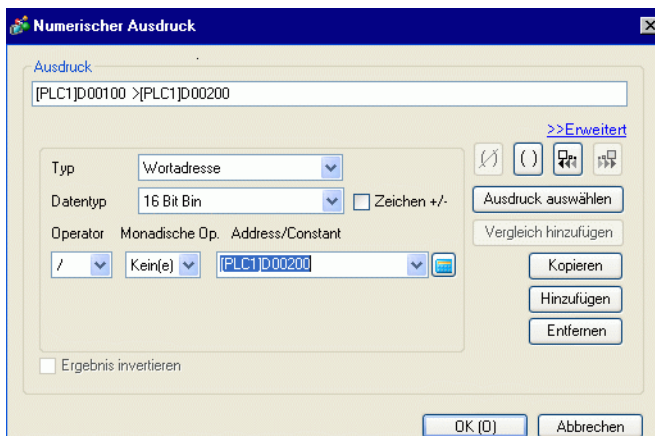 Numerischer Ausdruck
Ausdruck
[PLC1]D00100 >[PLC1]D00200
>>Erweitert
Typ Wortadresse
( )
Datentyp 16 Bit Bin Zeichen +/- Ausdruck auswählen
Operator Monadische Op. Address/Constant Vergleich hinzufügen
/ Kein(e) [PLC1]D00200 Kopieren
Hinzufügen
Entfernen
Ergebnis invertieren
OK (O) Abbrechen